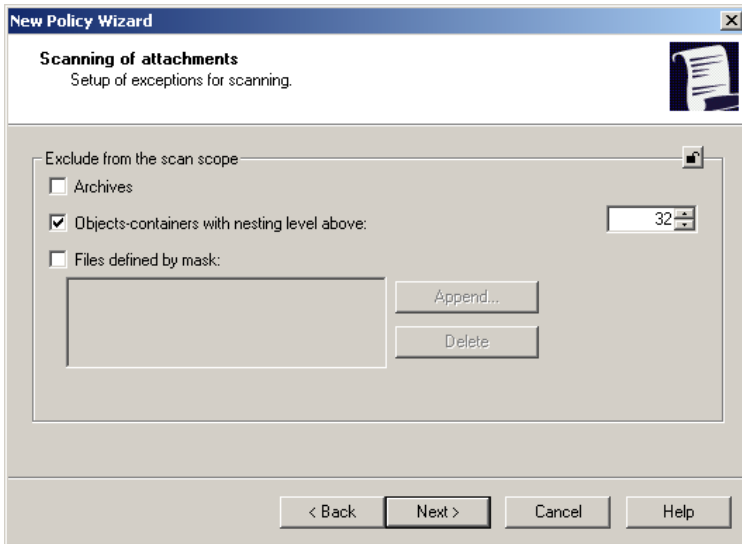 New Policy Wizard
Scanning of attachments
Setup of exceptions for scanning.
Exclude from the scan scope
Archives
Objects-containers with nesting level above: 32
Files defined by mask:
Append...
Delete
< Back Next > Cancel Help